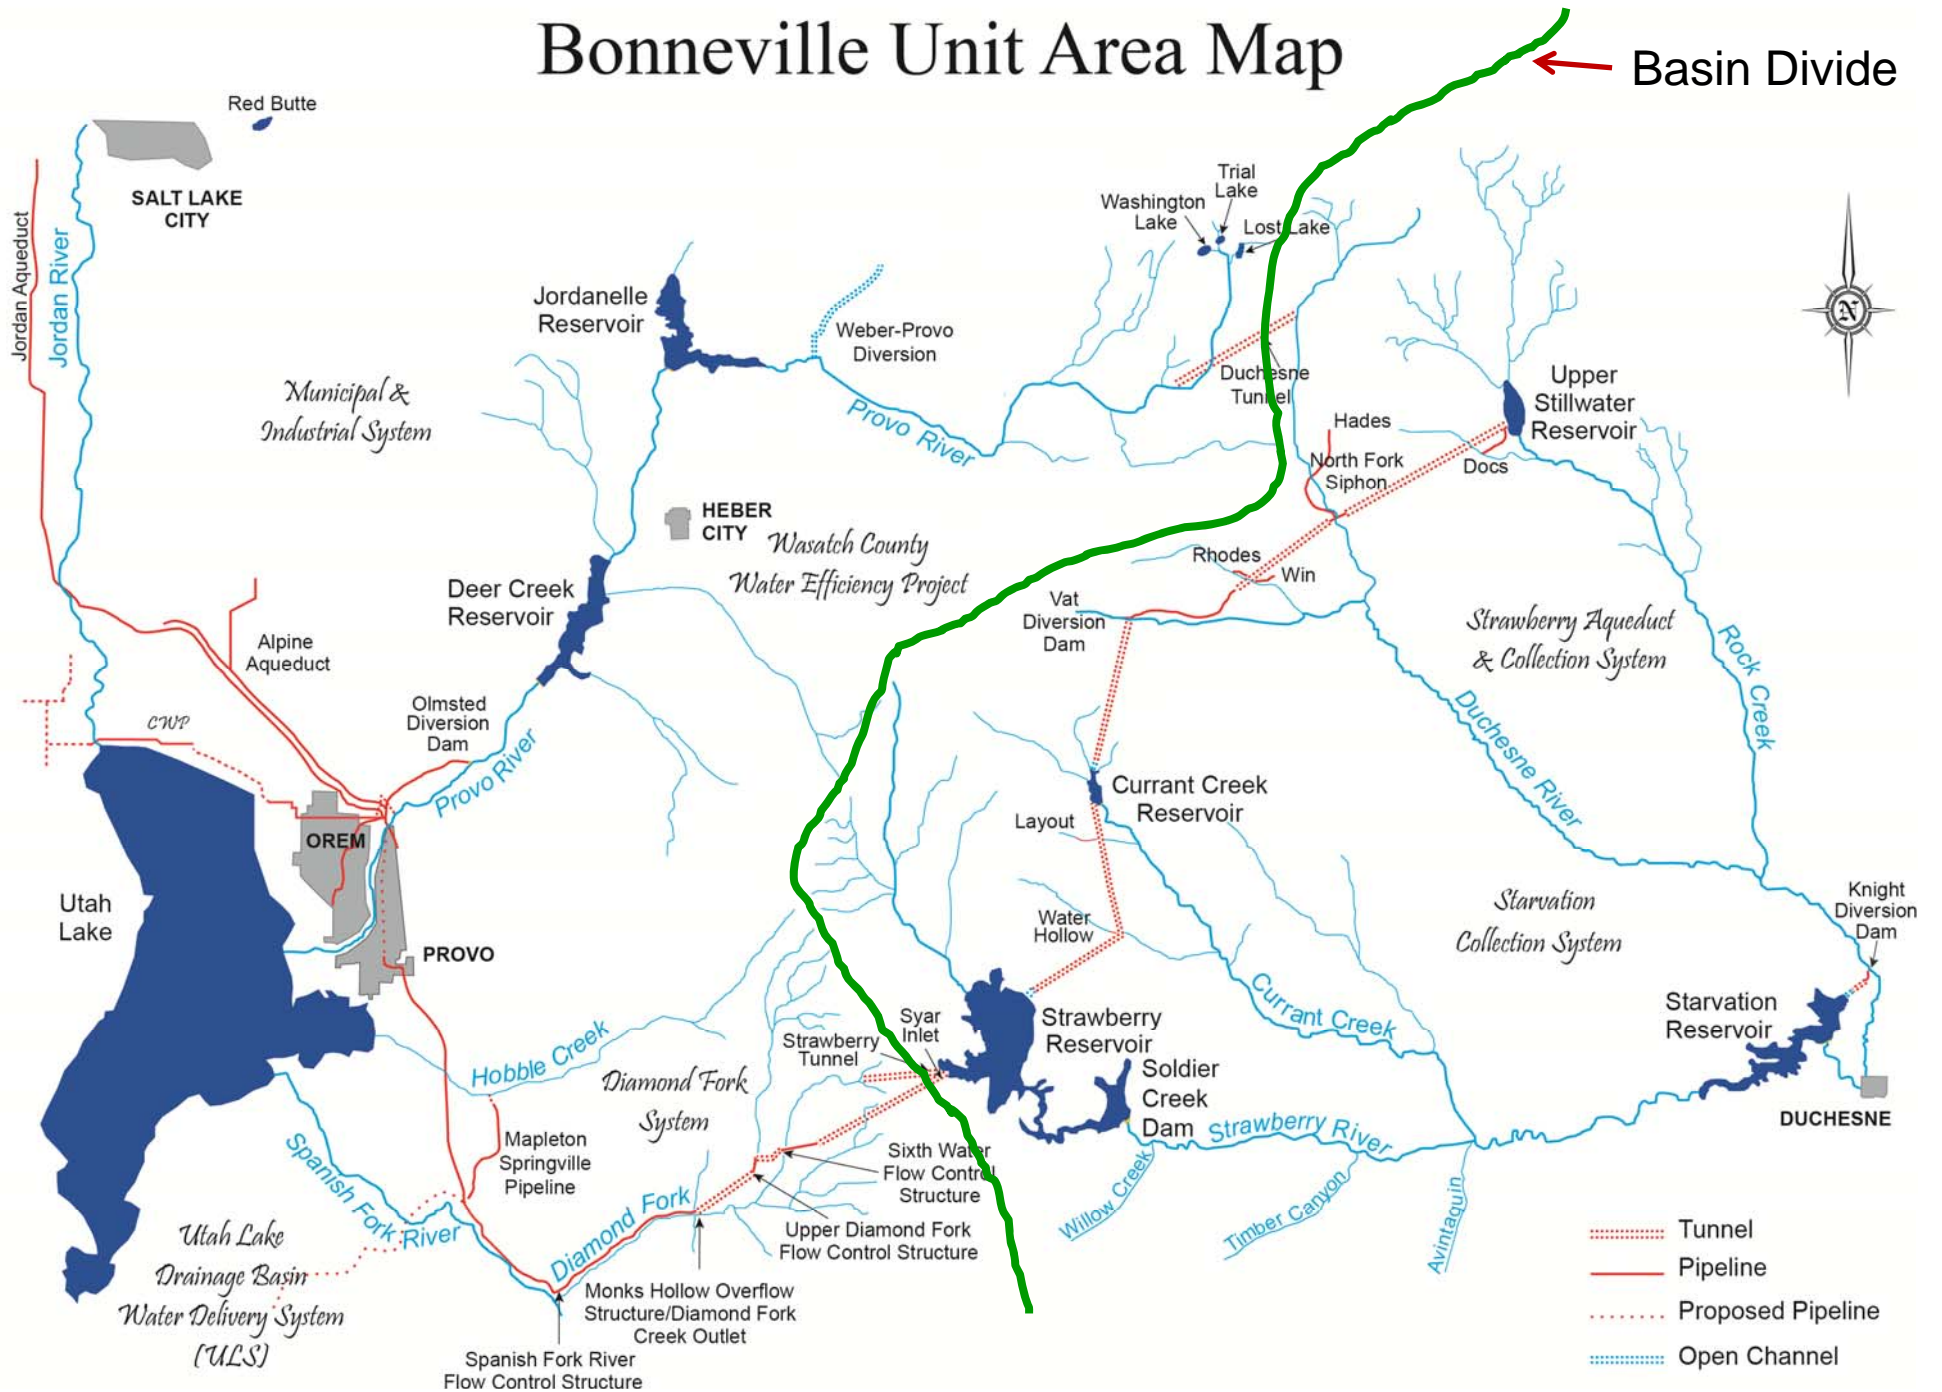 Bonneville Unit Area Map
Basin Divide
Red Butte
SALT LAKE
CITY
Jordan Aqueduct
Jordan River
Trial
Lake
Washington
Lake
Lost Lake
Jordanelle
Reservoir
Weber-Provo
Diversion
Duchesne
Tunnel
Provo River
Municipal &
Industrial System
Upper
Stillwater
Reservoir
Hades
North Fork
Siphon
Docs
N
HEBER
CITY
Wasatch County
Water Efficiency Project
Rhodes
Win
Vat
Diversion
Dam
Deer Creek
Reservoir
Strawberry Aqueduct
& Collection System
Rock Creek
Duchesne River
Alpine
Aqueduct
Olmsted
Diversion
Dam
CWP
Provo River
Currant Creek
Reservoir
Layout
OREM
Utah
Lake
PROVO
Water
Hollow
Starvation
Collection System
Knight
Diversion
Dam
Currant Creek
Starvation
Reservoir
Syar
Inlet
Strawberry
Tunnel
Strawberry
Reservoir
Soldier
Creek
Dam
Strawberry River
DUCHESNE
Hobble Creek
Diamond Fork
System
Mapleton
Springville
Pipeline
Sixth Water
Flow Control
Structure
Willow Creek
Timber Canyon
Avintaquin
Spanish Fork River
Diamond Fork
Upper Diamond Fork
Flow Control Structure
Utah Lake
Drainage Basin
Water Delivery System
(ULS)
Monks Hollow Overflow
Structure/Diamond Fork
Creek Outlet
Spanish Fork River
Flow Control Structure
Tunnel
Pipeline
Proposed Pipeline
Open Channel